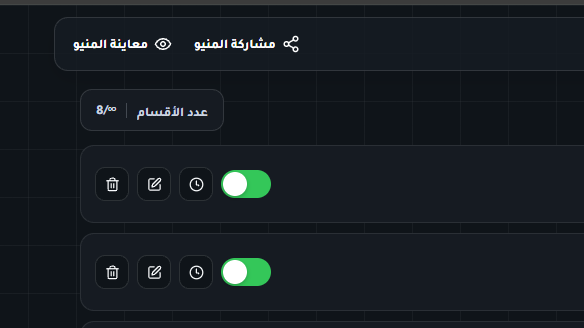 مشاركة المنيو
معاينة المنيو
عدد الأقسام
8/∞